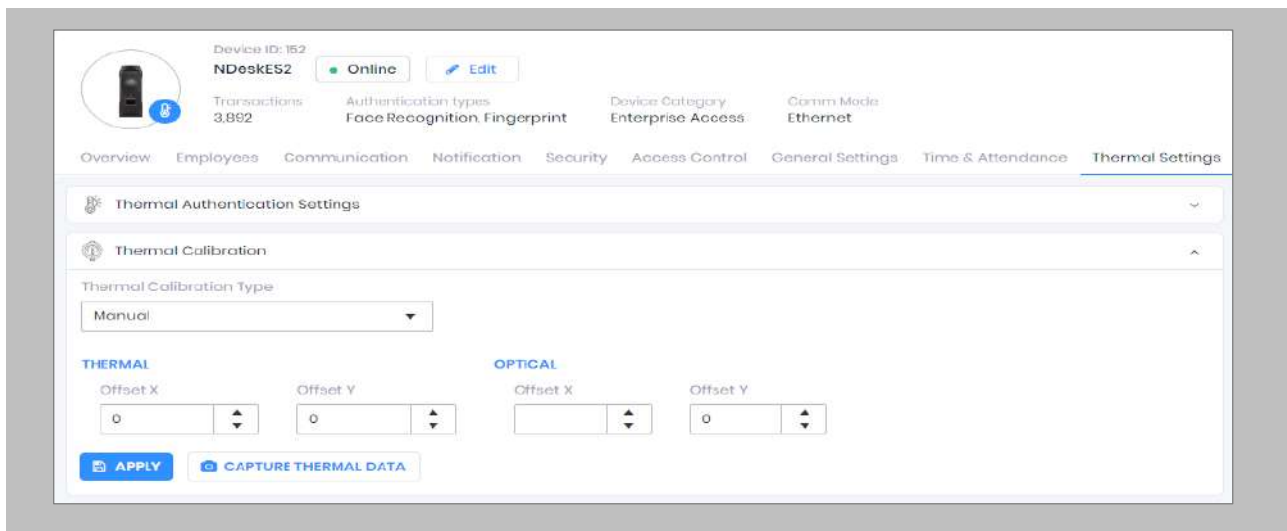 Device ID: 152
NDeskES2 Online Edit
Transactions Authentication types Device Category Comm Mode
3,892 Face Recognition, Fingerprint Enterprise Access Ethernet
Overview Employees Communication Notification Security Access Control General Settings Time & Attendance Thermal Settings
Thermal Authentication Settings
Thermal Calibration
Thermal Calibration Type
Manual
THERMAL OPTICAL
Offset X Offset Y Offset X Offset Y
0 0 0
APPLY CAPTURE THERMAL DATA